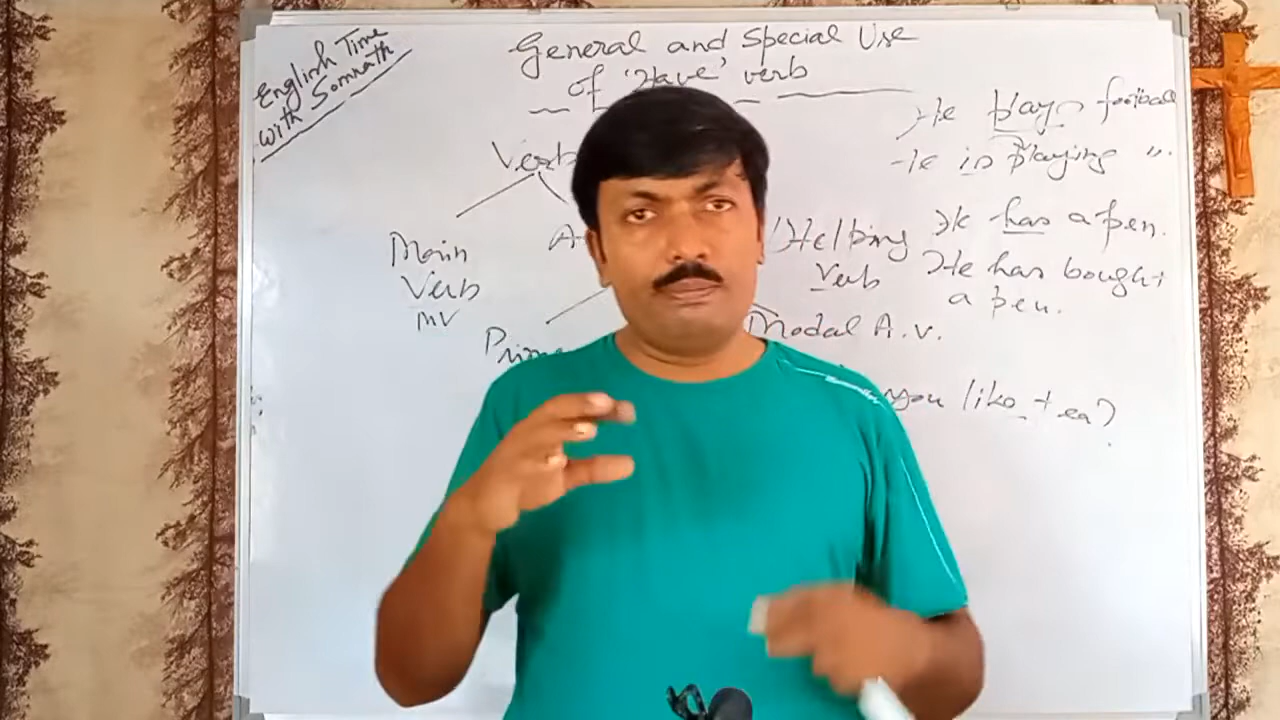 English Time
with Somnath
General and Special Use
of 'Have' verb
Verb
Main
Verb
MV
Helping
Verb
Modal A.V.
He plays football
He is playing "
He has a pen.
He has bought
a pen.
you like tea?